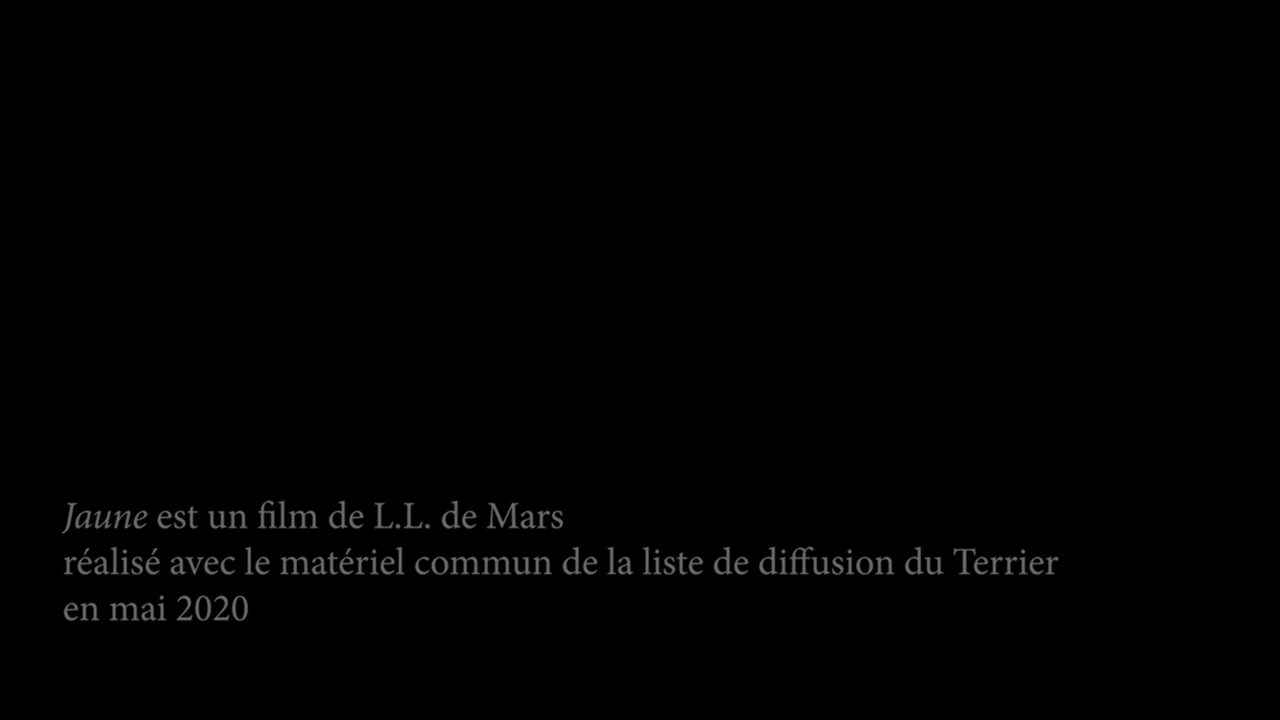 Jaune est un film de L.L. de Mars
réalisé avec le matériel commun de la liste de diffusion du Terrier
en mai 2020